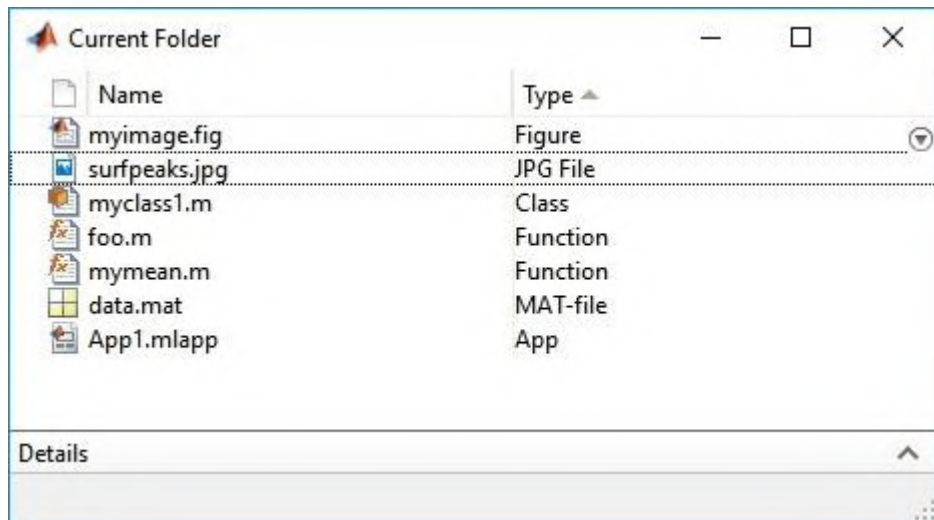 Current Folder
Name Type
myimage.fig Figure
surfpeaks.jpg JPG File
myclass1.m Class
foo.m Function
mymean.m Function
data.mat MAT-file
App1.mlapp App
Details